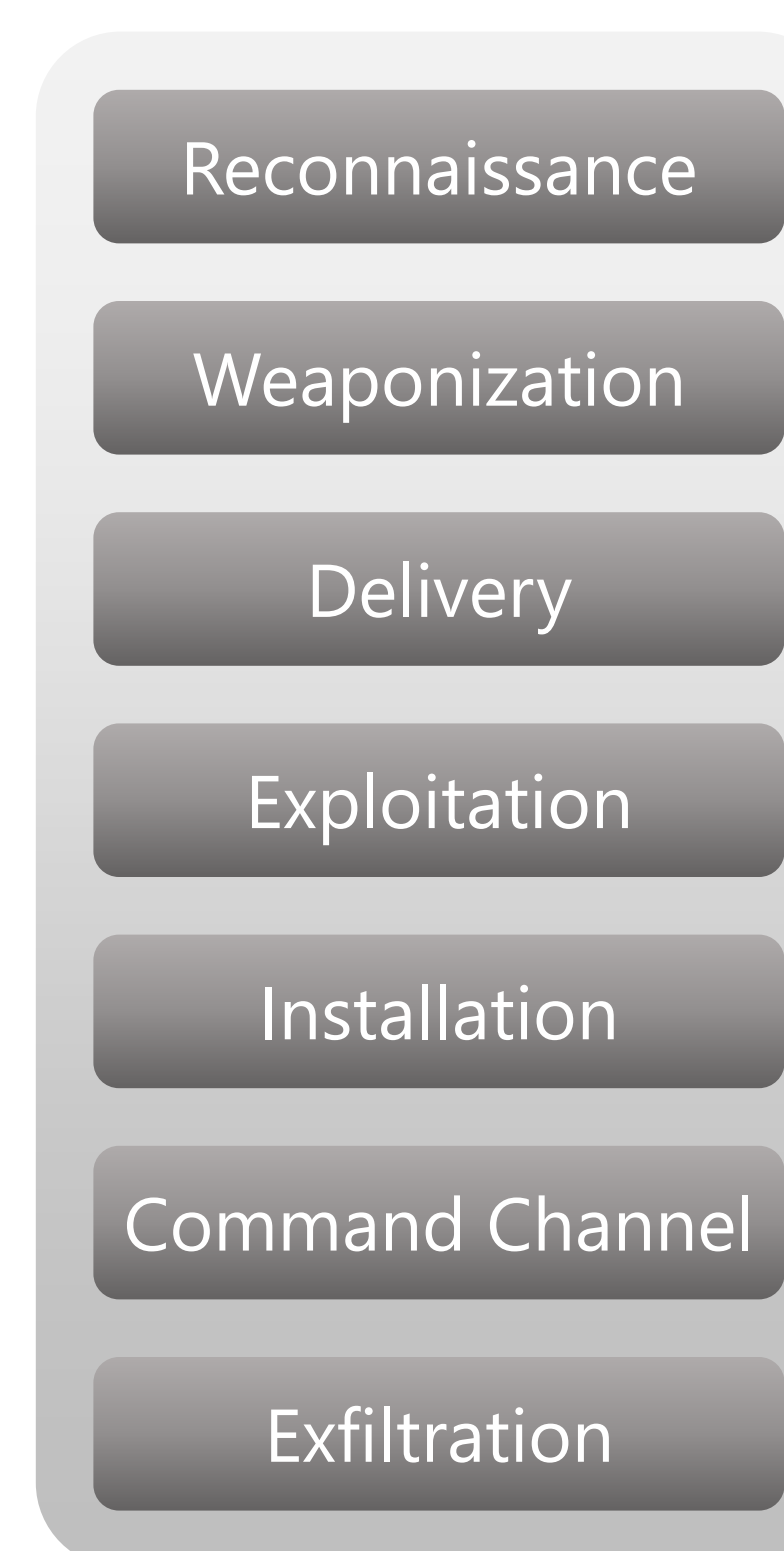 Reconnaissance
Weaponization
Delivery
Exploitation
Installation
Command Channel
Exfiltration